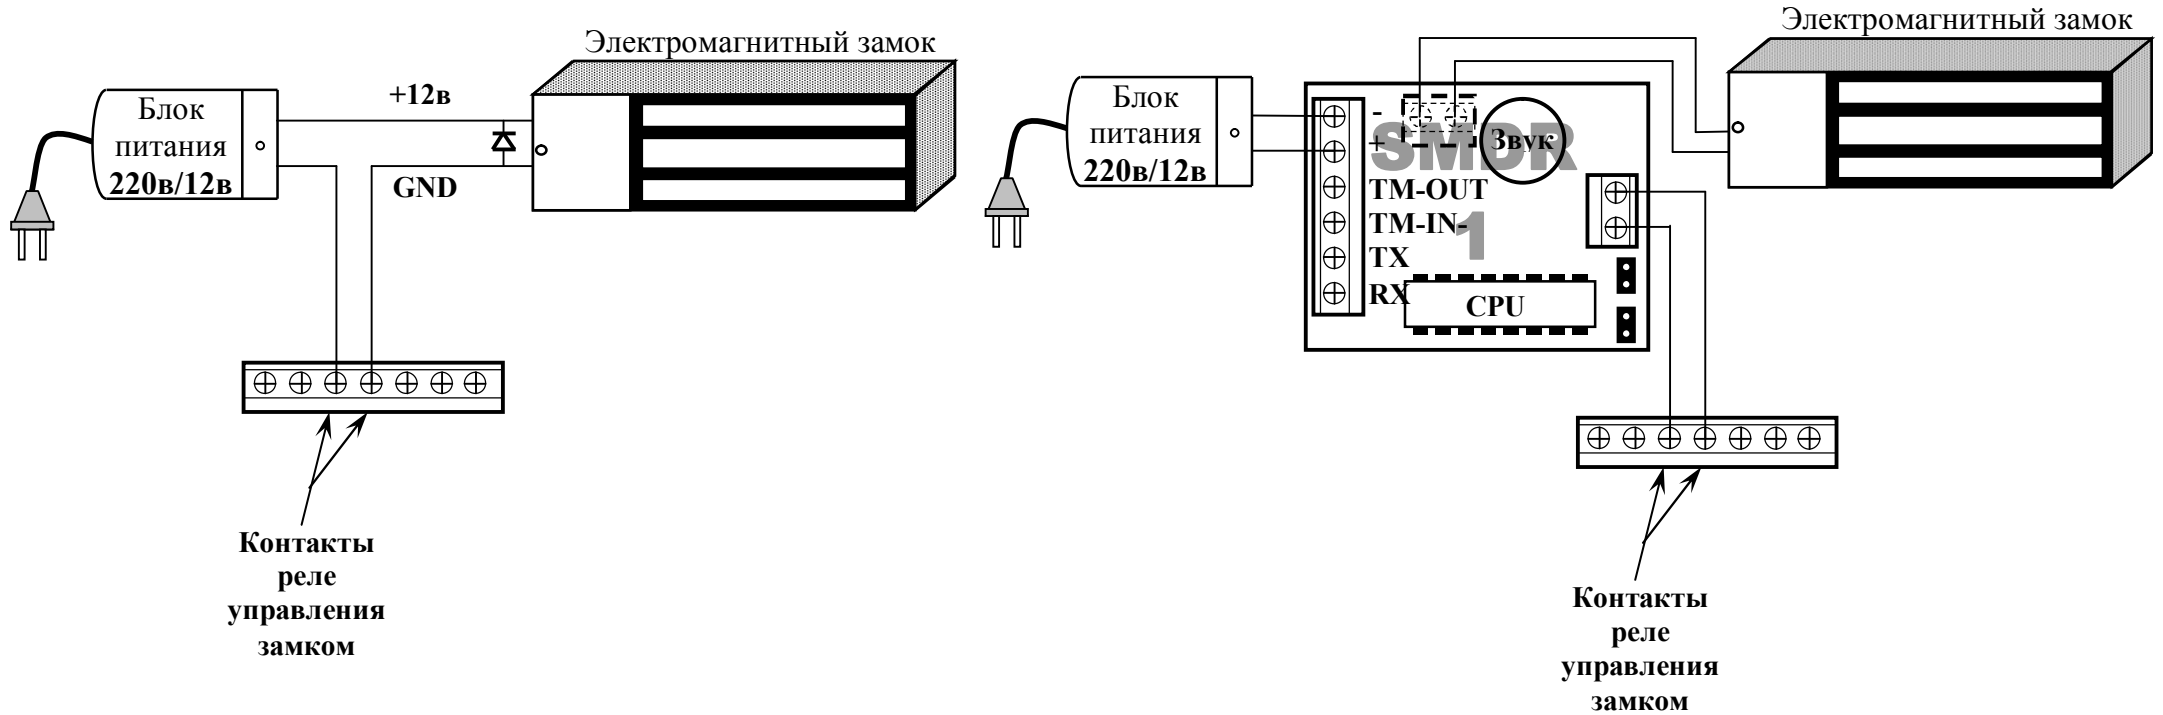 Электромагнитный замок
Блок
питания
220в/12в
+12в
GND
Контакты
реле
управления
замком
Электромагнитный замок
Блок
питания
220в/12в
-
+
SMDR
1
Звук
TM-OUT
TM-IN-
TX
RX
CPU
Контакты
реле
управления
замком